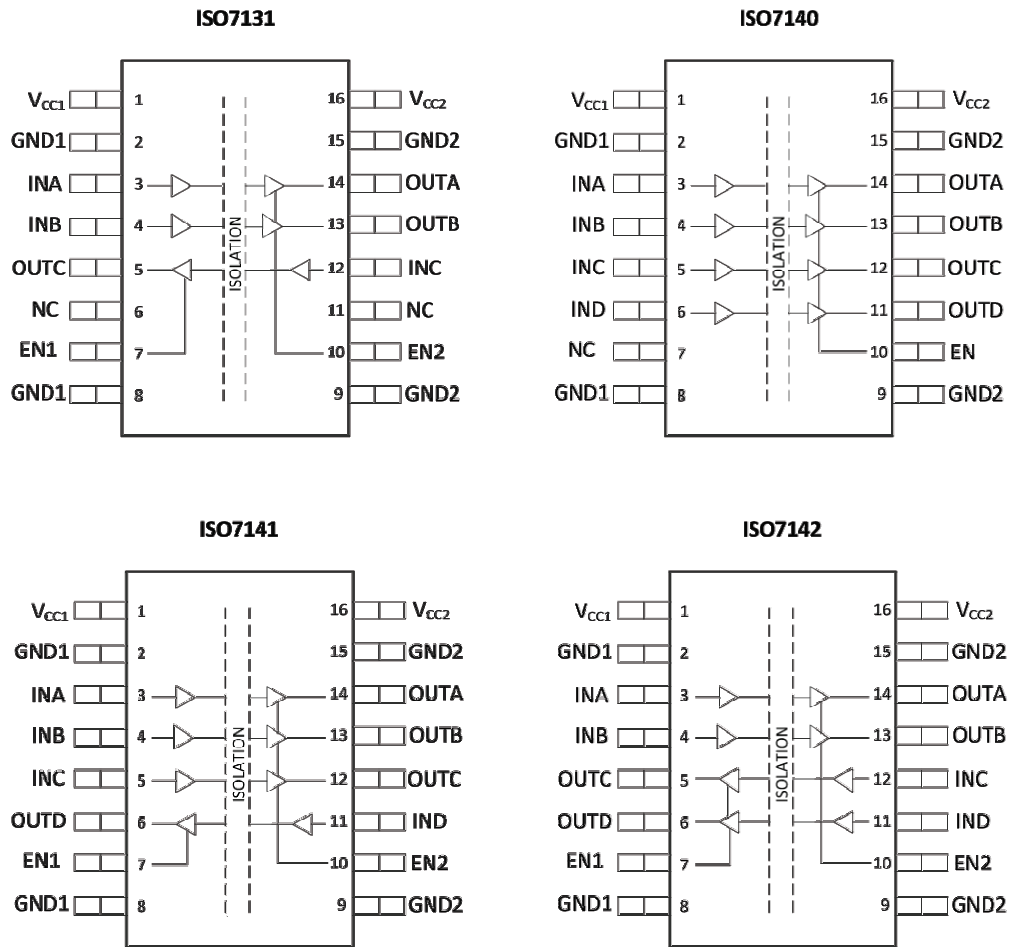 ISO7131
VCC1 1 16 VCC2
GND1 2 15 GND2
INA 3 14 OUTA
INB 4 13 OUTB
OUTC 5 12 INC
NC 6 11 NC
EN1 7 10 EN2
GND1 8 9 GND2
ISOLATION
ISO7140
VCC1 1 16 VCC2
GND1 2 15 GND2
INA 3 14 OUTA
INB 4 13 OUTB
INC 5 12 OUTC
IND 6 11 OUTD
NC 7 10 EN
GND1 8 9 GND2
ISOLATION
ISO7141
VCC1 1 16 VCC2
GND1 2 15 GND2
INA 3 14 OUTA
INB 4 13 OUTB
INC 5 12 OUTC
OUTD 6 11 IND
EN1 7 10 EN2
GND1 8 9 GND2
ISOLATION
ISO7142
VCC1 1 16 VCC2
GND1 2 15 GND2
INA 3 14 OUTA
INB 4 13 OUTB
OUTC 5 12 INC
OUTD 6 11 IND
EN1 7 10 EN2
GND1 8 9 GND2
ISOLATION